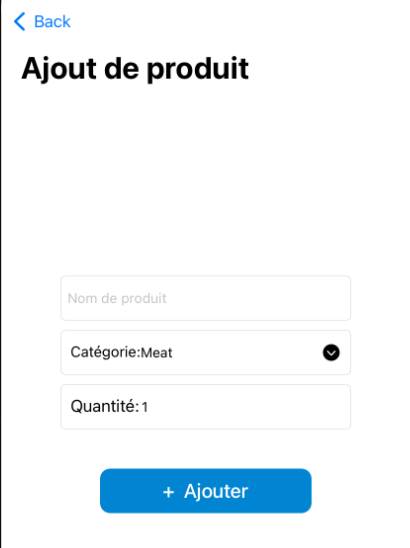 Back
Ajout de produit
Nom de produit
Catégorie:Meat
Quantité:1
+ Ajouter